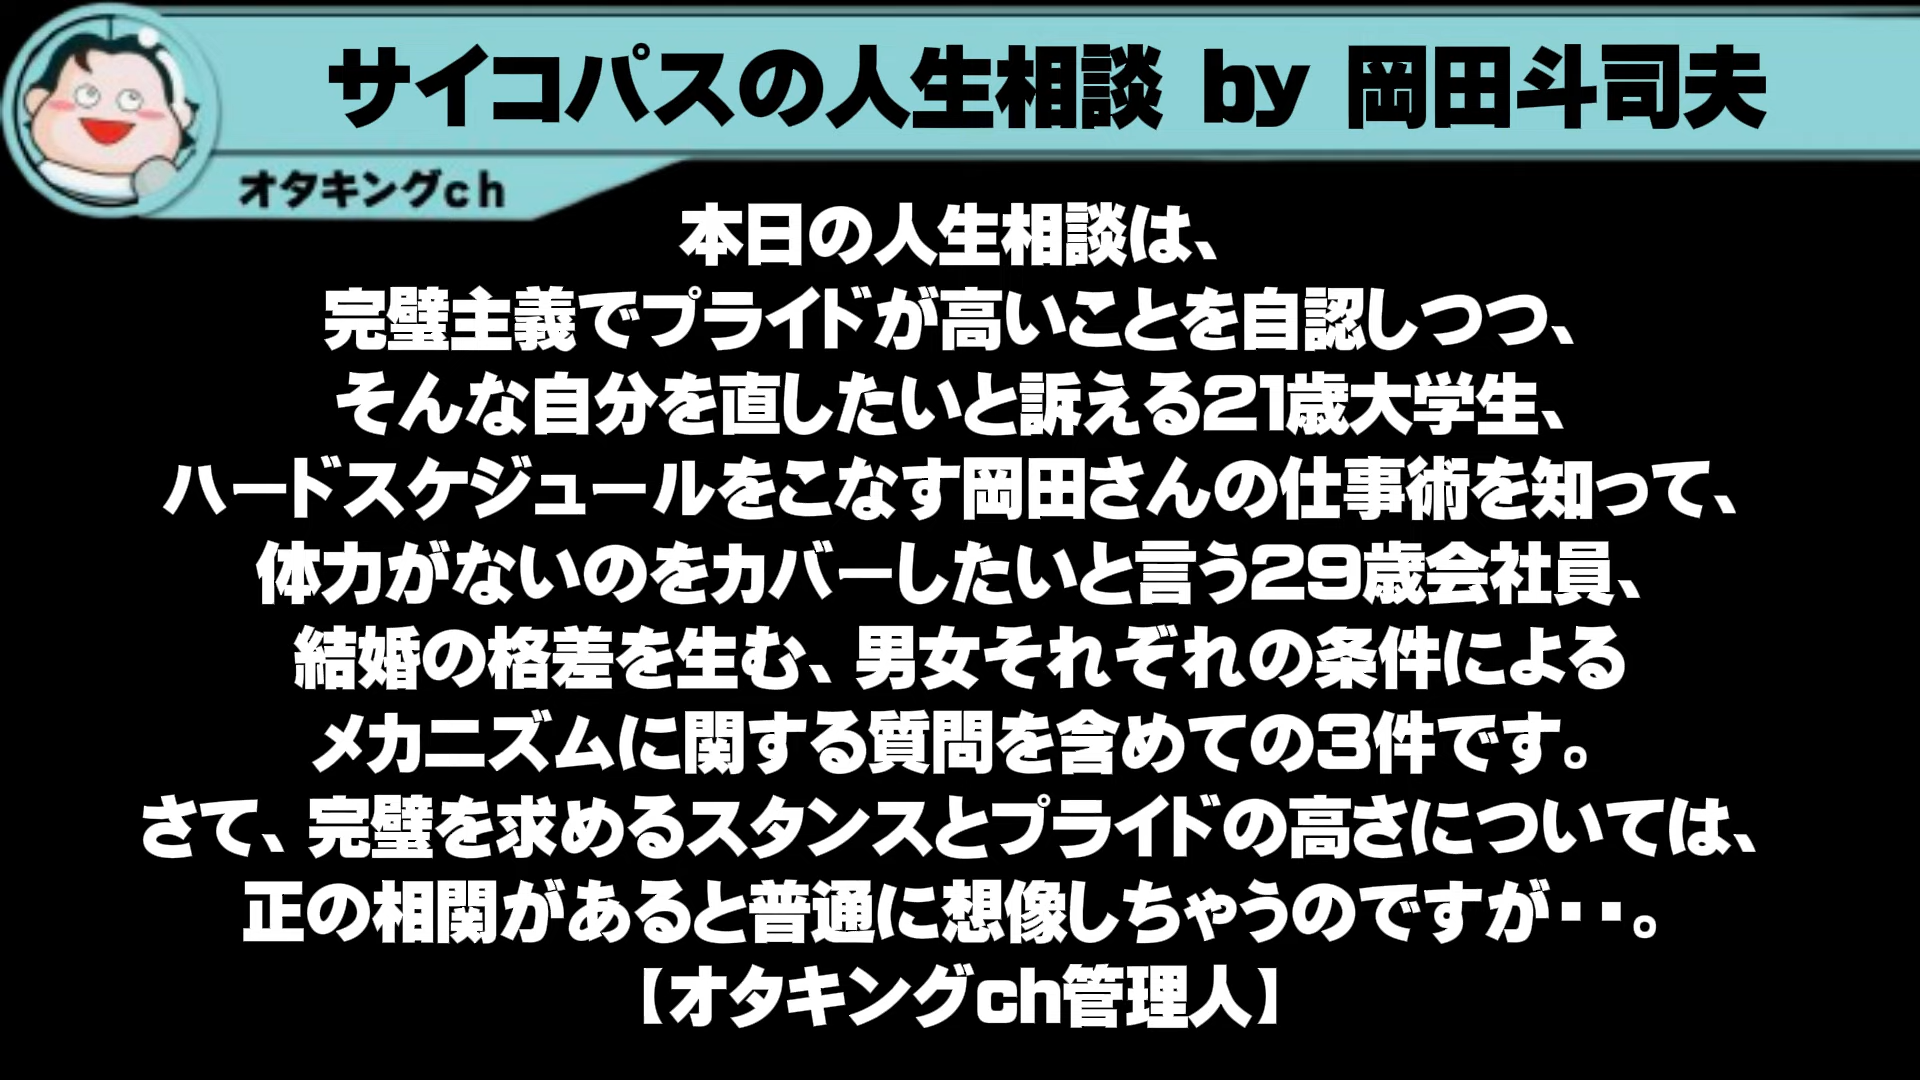 サイコパスの人生相談 by 岡田斗司夫
オタキングch
本日の人生相談は、
完璧主義でプライドが高いことを自認しつつ、
そんな自分を直したいと訴える21歳大学生、
ハードスケジュールをこなす岡田さんの仕事術を知って、
体力がないのをカバーしたいと言う29歳会社員、
結婚の格差を生む、男女それぞれの条件による
メカニズムに関する質問を含めての3件です。
さて、完璧を求めるスタンスとプライドの高さについては、
正の相関があると普通に想像しちゃうのですが・・。
【オタキングch管理人】